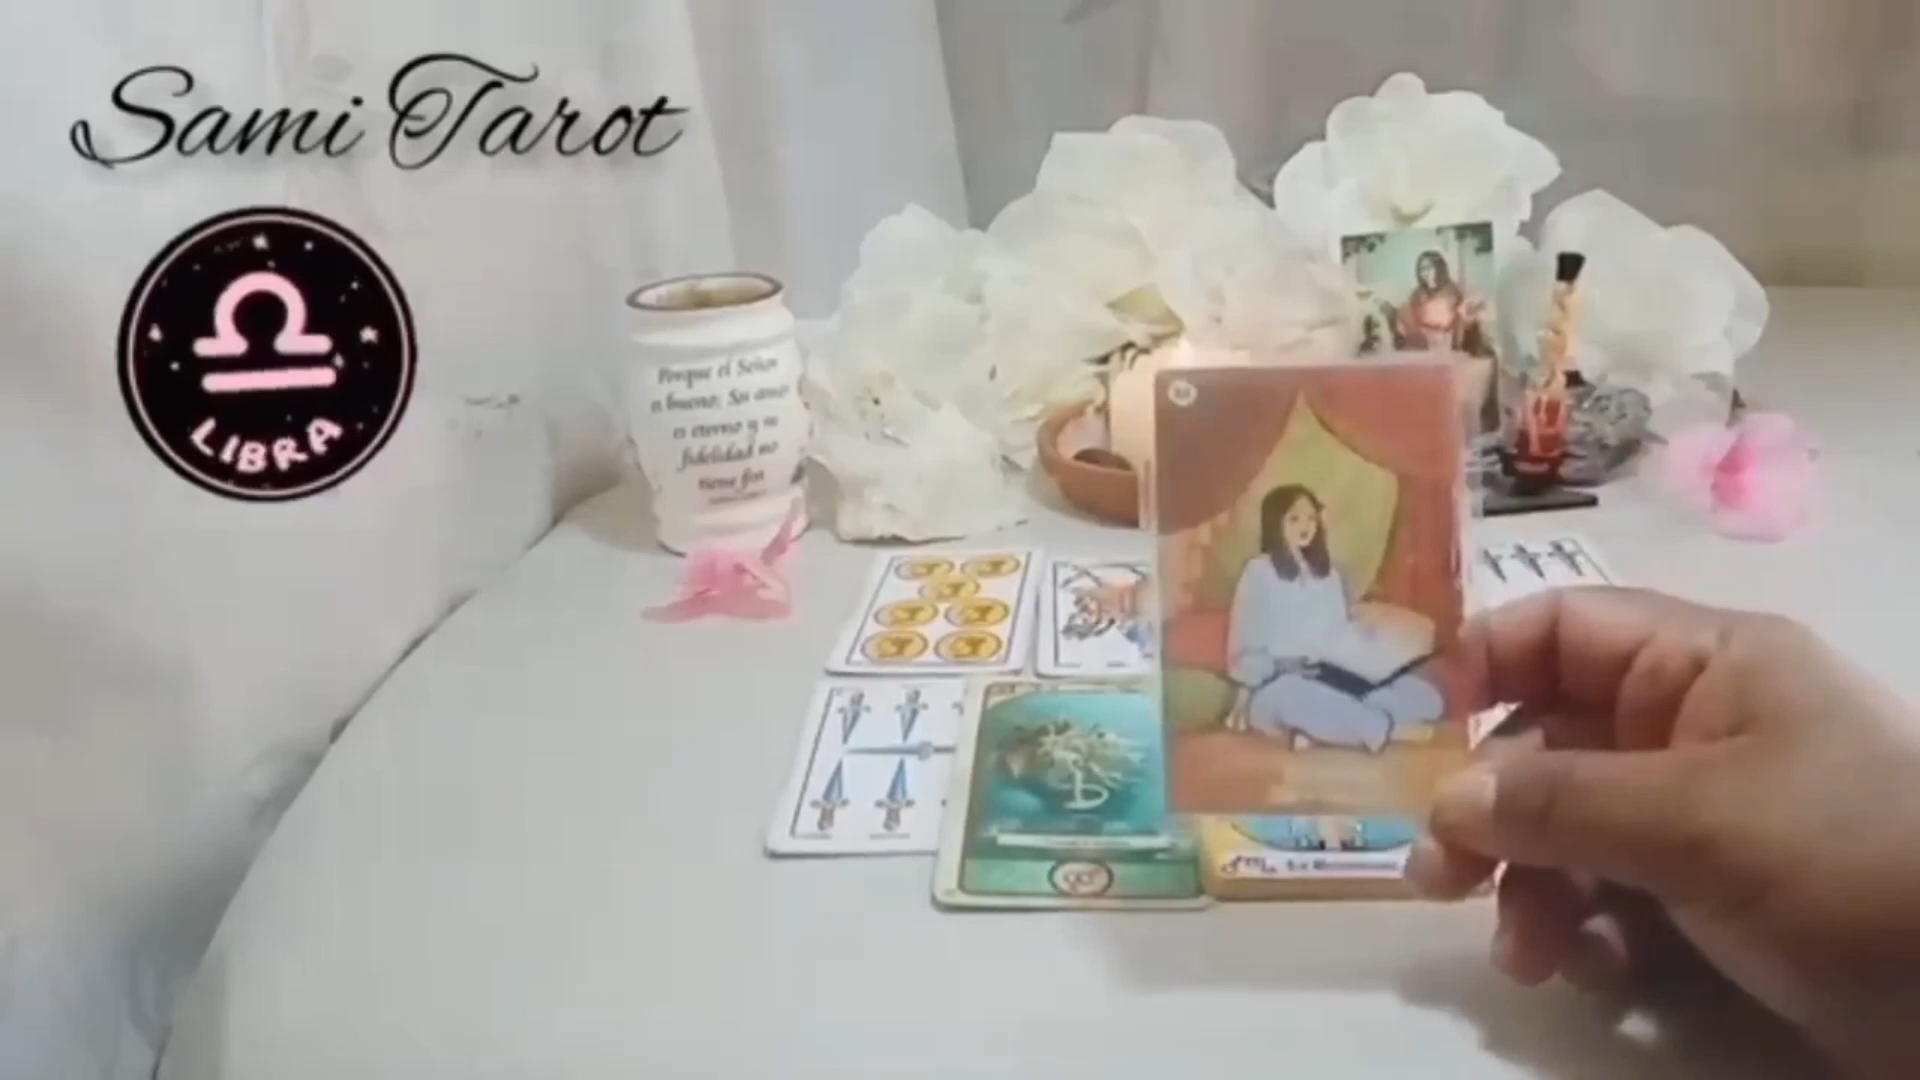 Sami Tarot
LIBRA
Porque el Señor
es bueno; Su amor
es eterno y su
fidelidad no
tiene fin